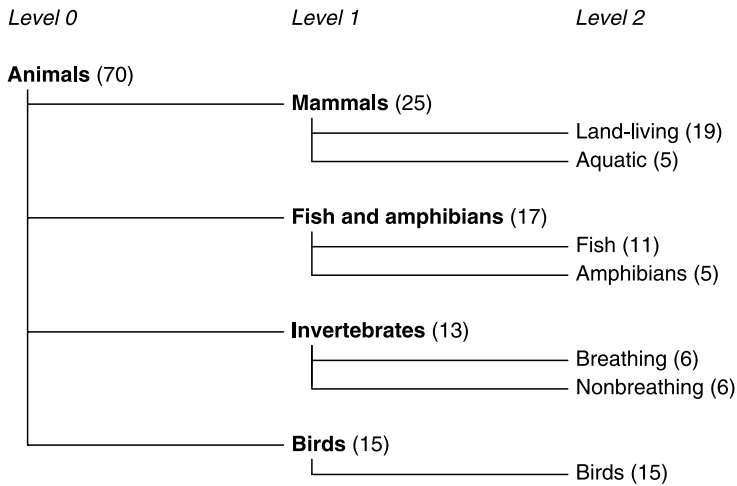 Level 0 Level 1 Level 2
Animals (70)
Mammals (25)
Land-living (19)
Aquatic (5)
Fish and amphibians (17)
Fish (11)
Amphibians (5)
Invertebrates (13)
Breathing (6)
Nonbreathing (6)
Birds (15)
Birds (15)